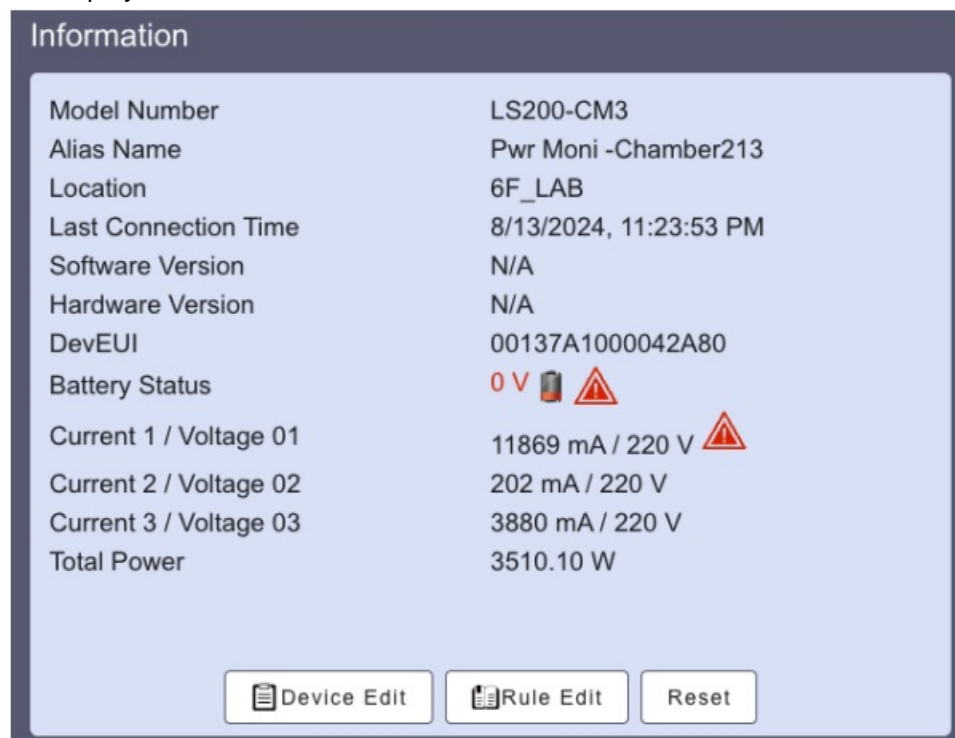 Information
Model Number LS200-CM3
Alias Name Pwr Moni -Chamber213
Location 6F_LAB
Last Connection Time 8/13/2024, 11:23:53 PM
Software Version N/A
Hardware Version N/A
DevEUI 00137A1000042A80
Battery Status 0 V
Current 1 / Voltage 01 11869 mA / 220 V
Current 2 / Voltage 02 202 mA / 220 V
Current 3 / Voltage 03 3880 mA / 220 V
Total Power 3510.10 W
Device Edit Rule Edit Reset